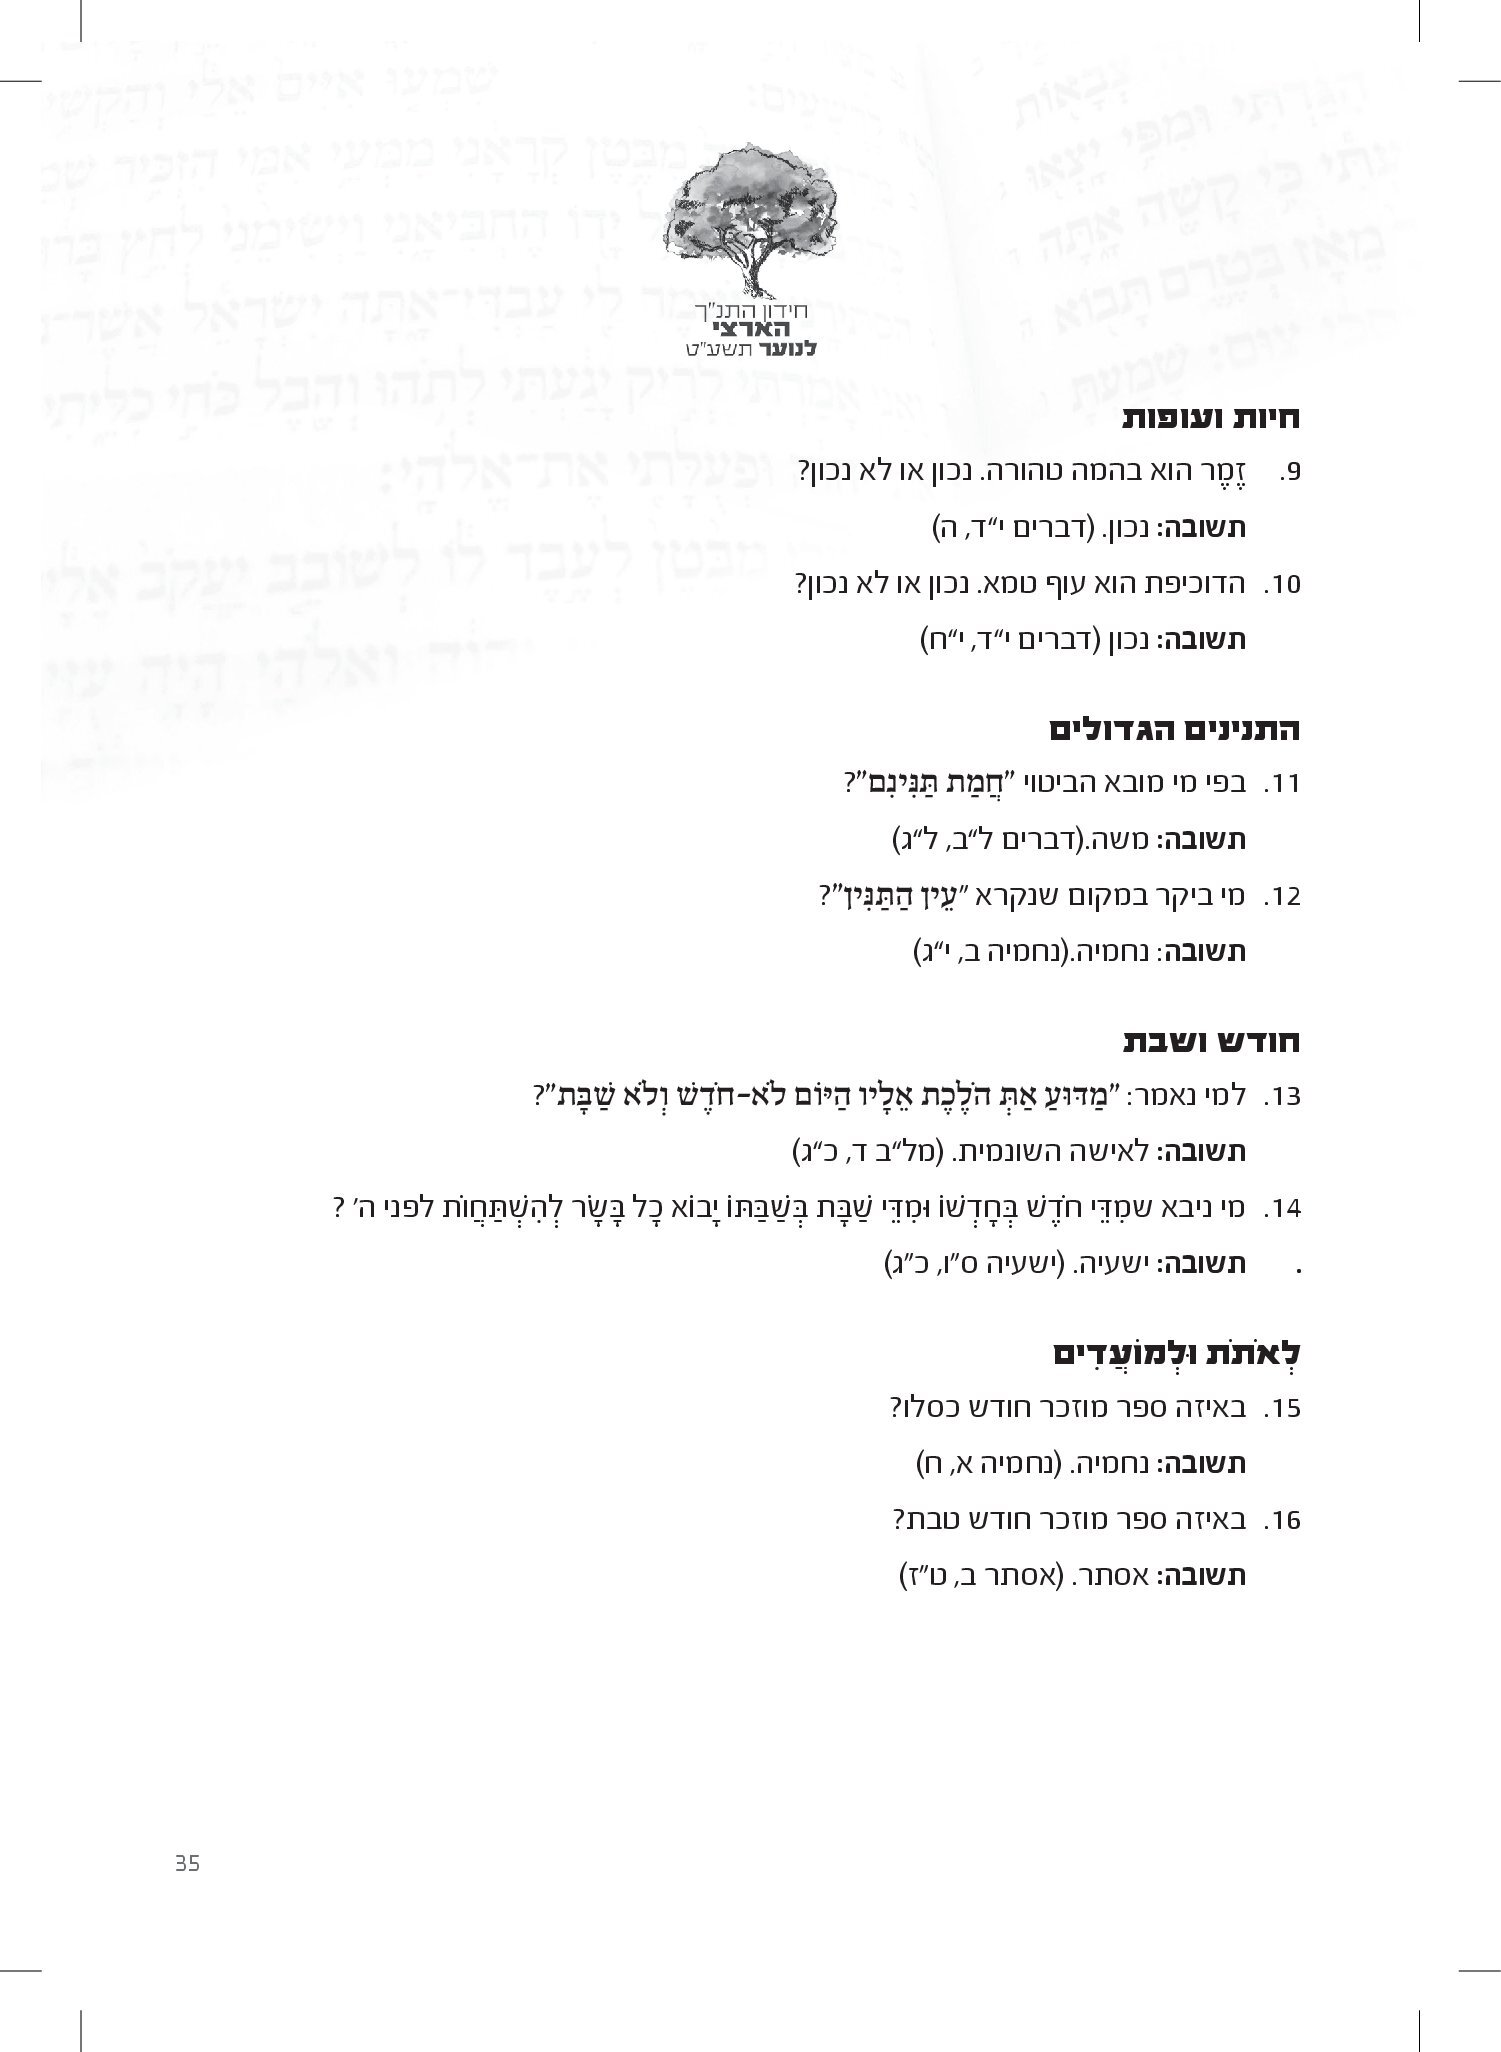 חידון התנ"ך
הארצי
לנוער תשע"ט
חיות ועופות
9. זֶמֶר הוא בהמה טהורה. נכון או לא נכון?
תשובה: נכון. (דברים י"ד, ה)
10. הדוכיפת הוא עוף טמא. נכון או לא נכון?
תשובה: נכון (דברים י"ד, י"ח)
התנינים הגדולים
11. בפי מי מובא הביטוי "חֲמַת תַּנִּינִם"?
תשובה: משה.(דברים ל"ב, ל"ג)
12. מי ביקר במקום שנקרא "עֵין הַתַּנִּין"?
תשובה: נחמיה.(נחמיה ב, י"ג)
חודש ושבת
13. למי נאמר: "מַדּוּעַ אַתְּ הֹלֶכֶת אֵלָיו הַיּוֹם לֹא-חֹדֶשׁ וְלֹא שַׁבָּת"?
תשובה: לאישה השונמית. (מל"ב ד, כ"ג)
14. מי ניבא שמִדֵּי חֹדֶשׁ בְּחָדְשׁוֹ וּמִדֵּי שַׁבָּת בְּשַׁבַּתּוֹ יָבוֹא כָל בָּשָׂר לְהִשְׁתַּחֲוֹת לפני ה' ?
. תשובה: ישעיה. (ישעיה ס"ו, כ"ג)
לְאֹתֹת וּלְמוֹעֲדִים
15. באיזה ספר מוזכר חודש כסלו?
תשובה: נחמיה. (נחמיה א, ח)
16. באיזה ספר מוזכר חודש טבת?
תשובה: אסתר. (אסתר ב, ט"ז)
35